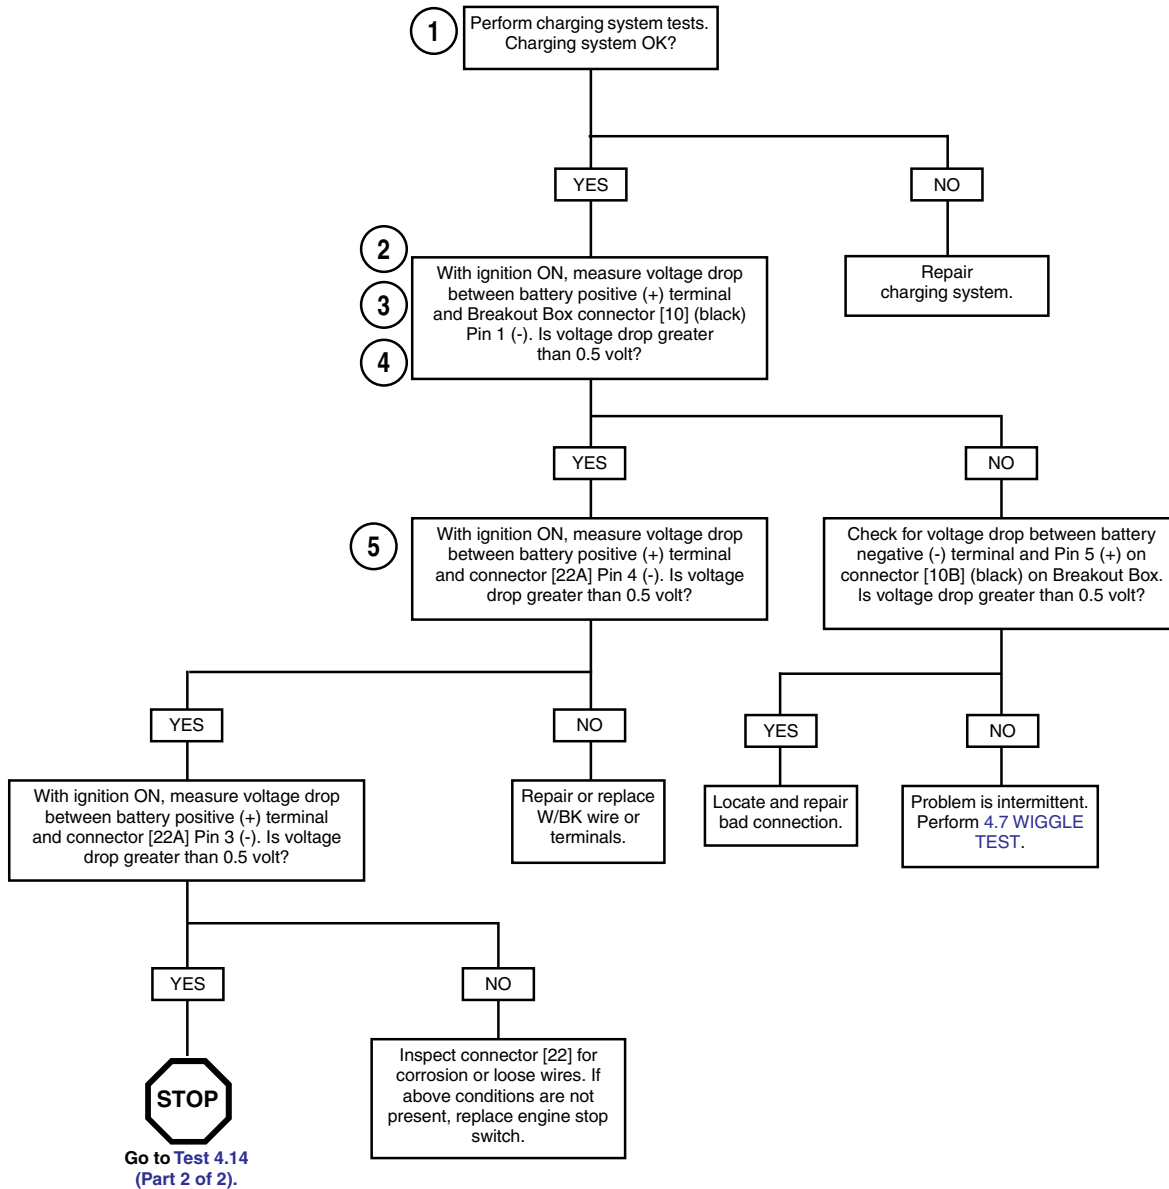 1
Perform charging system tests.
Charging system OK?
YES
NO
2
3
4
With ignition ON, measure voltage drop
between battery positive (+) terminal
and Breakout Box connector [10] (black)
Pin 1 (-). Is voltage drop greater
than 0.5 volt?
Repair
charging system.
YES
NO
5
With ignition ON, measure voltage drop
between battery positive (+) terminal
and connector [22A] Pin 4 (-). Is voltage
drop greater than 0.5 volt?
Check for voltage drop between battery
negative (-) terminal and Pin 5 (+) on
connector [10B] (black) on Breakout Box.
Is voltage drop greater than 0.5 volt?
YES
NO
YES
NO
With ignition ON, measure voltage drop
between battery positive (+) terminal
and connector [22A] Pin 3 (-). Is voltage
drop greater than 0.5 volt?
Repair or replace
W/BK wire or
terminals.
Locate and repair
bad connection.
Problem is intermittent.
Perform 4.7 WIGGLE
TEST.
YES
NO
STOP
Go to Test 4.14
(Part 2 of 2).
Inspect connector [22] for
corrosion or loose wires. If
above conditions are not
present, replace engine stop
switch.